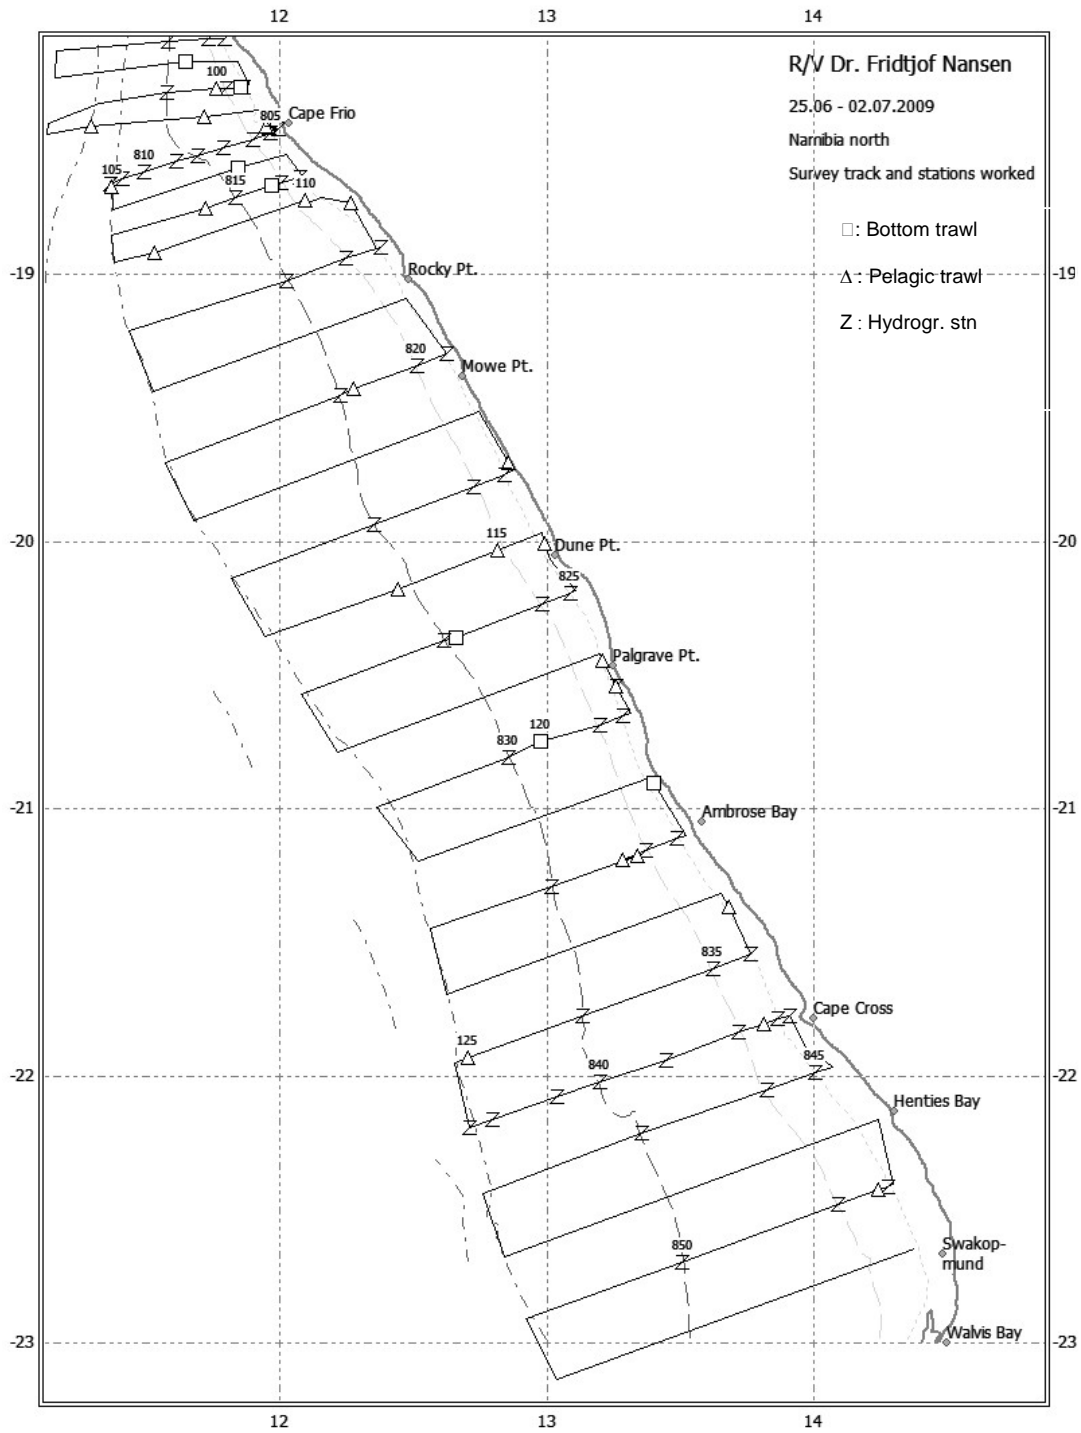 12 13 14
R/V Dr. Fridtjof Nansen
25.06 - 02.07.2009
Namibia north
Survey track and stations worked
□: Bottom trawl
Δ: Pelagic trawl
Z : Hydrogr. stn
100
805
Cape Frio
810
105
815
110
-19
Rocky Pt.
-19
820
Mowe Pt.
115
-20
Dune Pt.
-20
825
Palgrave Pt.
120
830
-21
Ambrose Bay
-21
835
Cape Cross
125
840
845
-22
-22
Henties Bay
850
Swakop-
mund
-23
Walvis Bay
-23
12 13 14